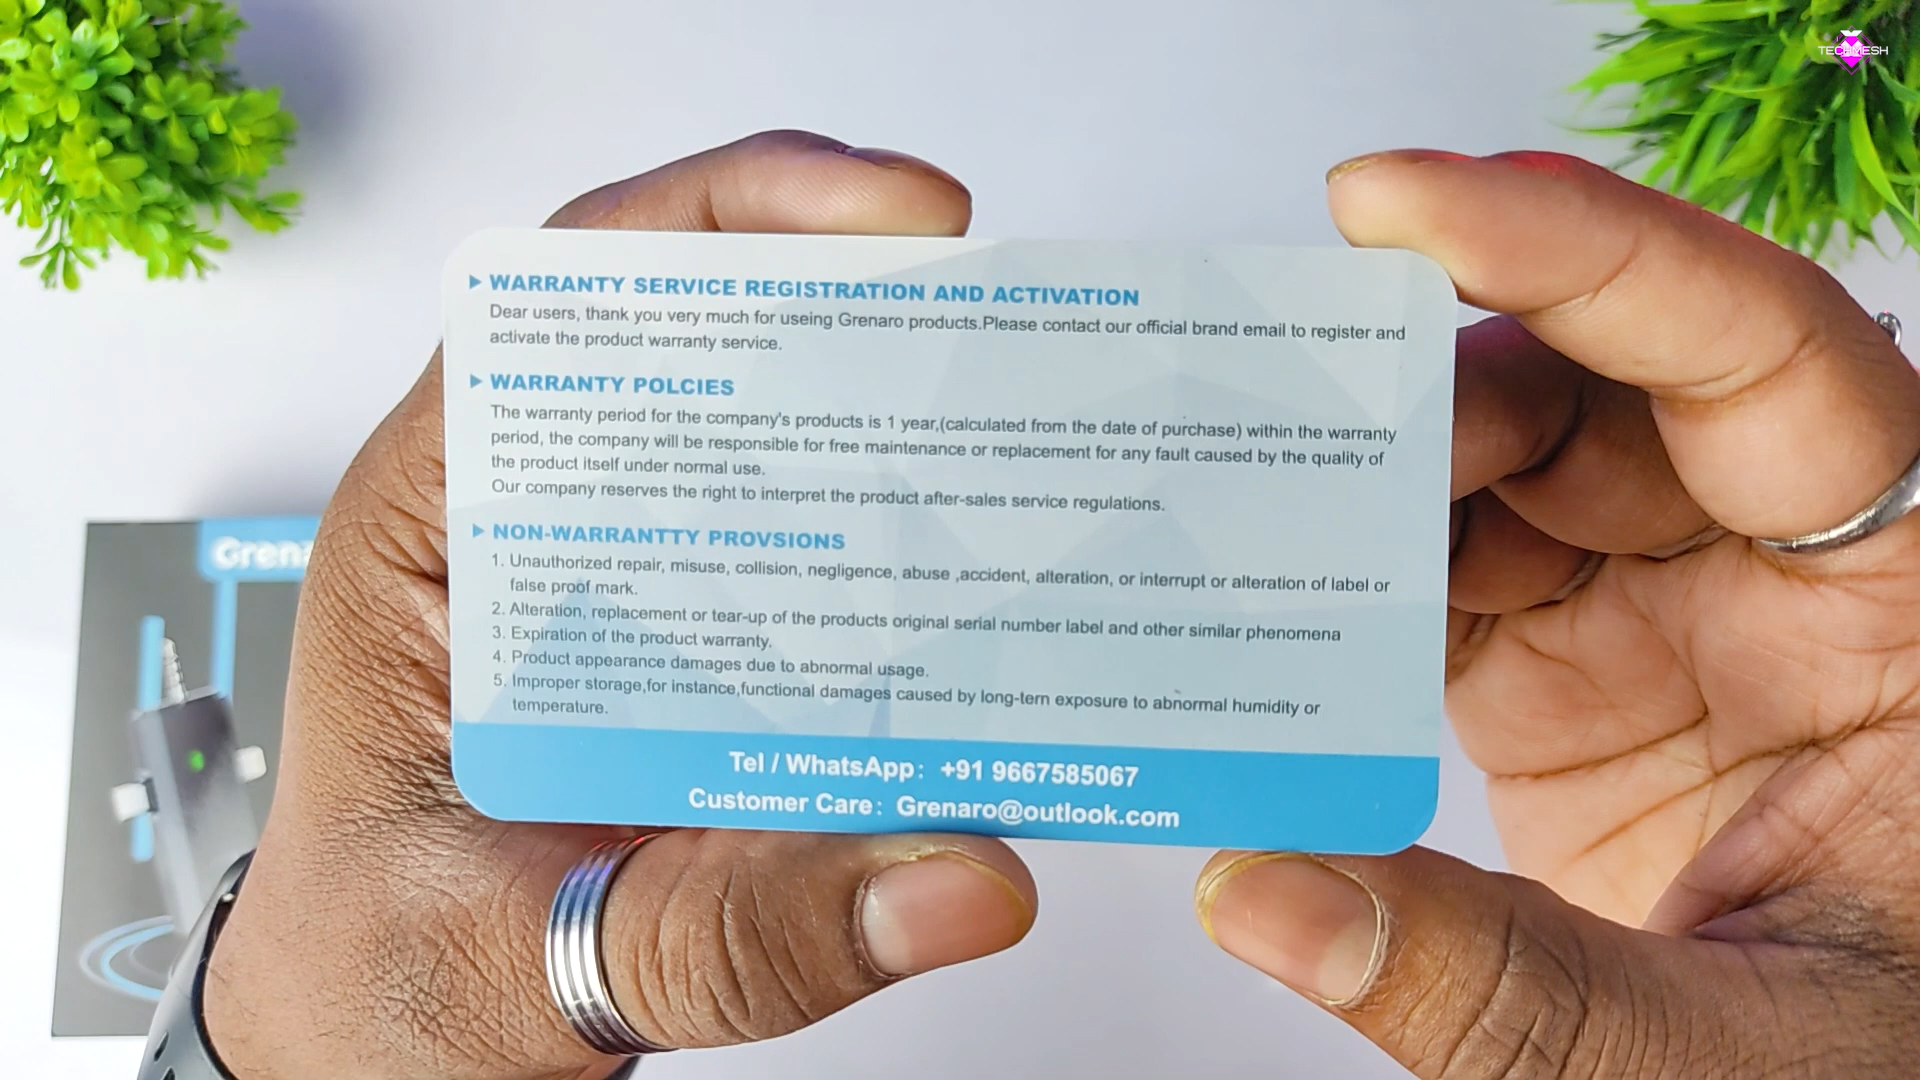 TECHMESH
WARRANTY SERVICE REGISTRATION AND ACTIVATION
Dear users, thank you very much for useing Grenaro products.Please contact our official brand email to register and
activate the product warranty service.
WARRANTY POLCIES
The warranty period for the company's products is 1 year,(calculated from the date of purchase) within the warranty
period, the company will be responsible for free maintenance or replacement for any fault caused by the quality of
the product itself under normal use.
Our company reserves the right to interpret the product after-sales service regulations.
NON-WARRANTTY PROVSIONS
1. Unauthorized repair, misuse, collision, negligence, abuse ,accident, alteration, or interrupt or alteration of label or
false proof mark.
2. Alteration, replacement or tear-up of the products original serial number label and other similar phenomena
3. Expiration of the product warranty.
4. Product appearance damages due to abnormal usage.
5. Improper storage,for instance,functional damages caused by long-tern exposure to abnormal humidity or
temperature.
Tel / WhatsApp: +91 9667585067
Customer Care: Grenaro@outlook.com
Grena